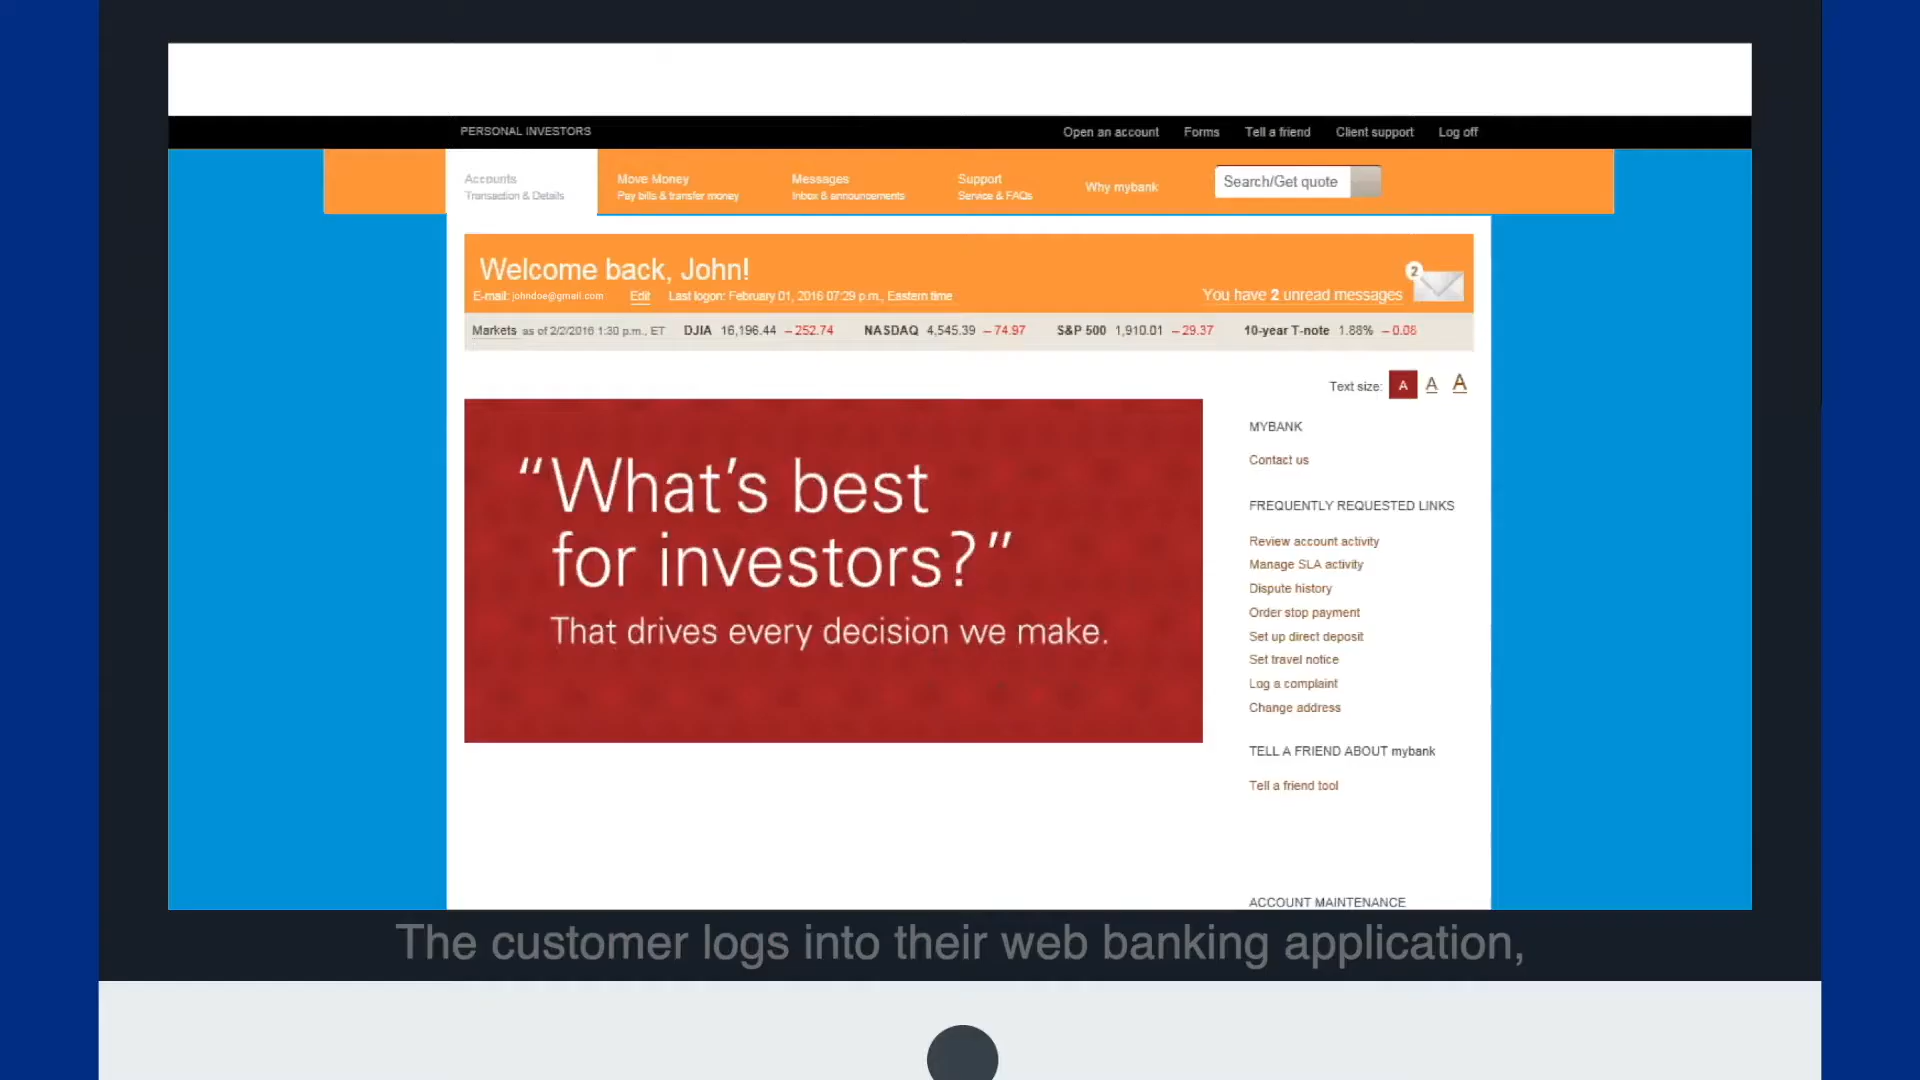 PERSONAL INVESTORS
Open an account Forms Tell a friend Client support Log off
Accounts Move Money Messages Support Why mybank Search/Get quote
Transaction & Details Pay bills & transfer money Inbox & announcements Service & FAQs
Welcome back, John!
E-mail: johndoe@gmail.com Edit Last logon: February 01, 2016 07:29 p.m., Eastern time
You have 2 unread messages
2
Markets as of 2/2/2016 1:30 p.m., ET DJIA 16,196.44 – 252.74 NASDAQ 4,545.39 – 74.97 S&P 500 1,910.01 – 29.37 10-year T-note 1.88% – 0.08
Text size: A A A
“What’s best
for investors?”
That drives every decision we make.
MYBANK
Contact us
FREQUENTLY REQUESTED LINKS
Review account activity
Manage SLA activity
Dispute history
Order stop payment
Set up direct deposit
Set travel notice
Log a complaint
Change address
TELL A FRIEND ABOUT mybank
Tell a friend tool
ACCOUNT MAINTENANCE
The customer logs into their web banking application,